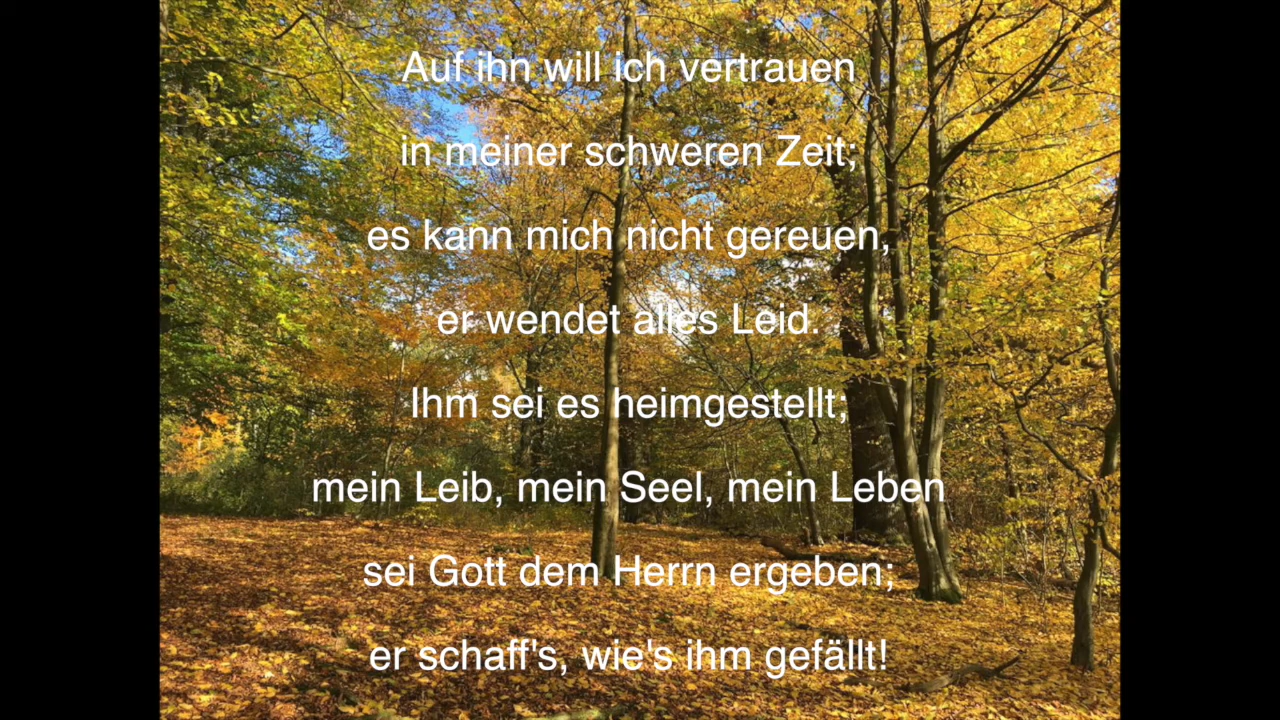 Auf ihn will ich vertrauen
in meiner schweren Zeit;
es kann mich nicht gereuen,
er wendet alles Leid.
Ihm sei es heimgestellt;
mein Leib, mein Seel, mein Leben
sei Gott dem Herrn ergeben;
er schaff's, wie's ihm gefällt!